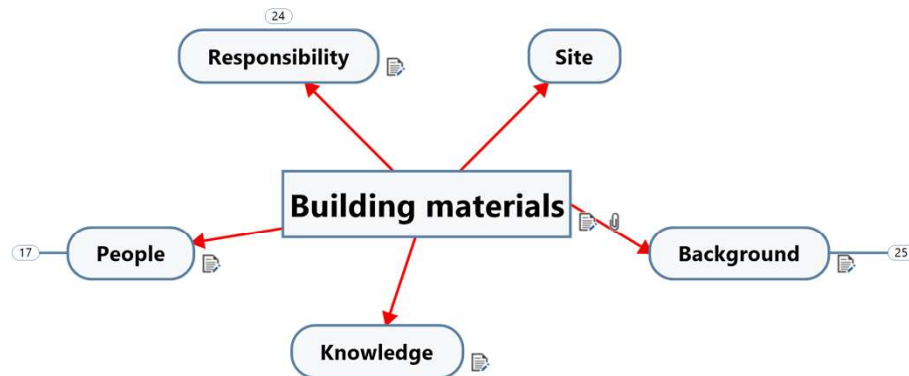 24
Responsibility
Site
Building materials
17
People
Background
25
Knowledge